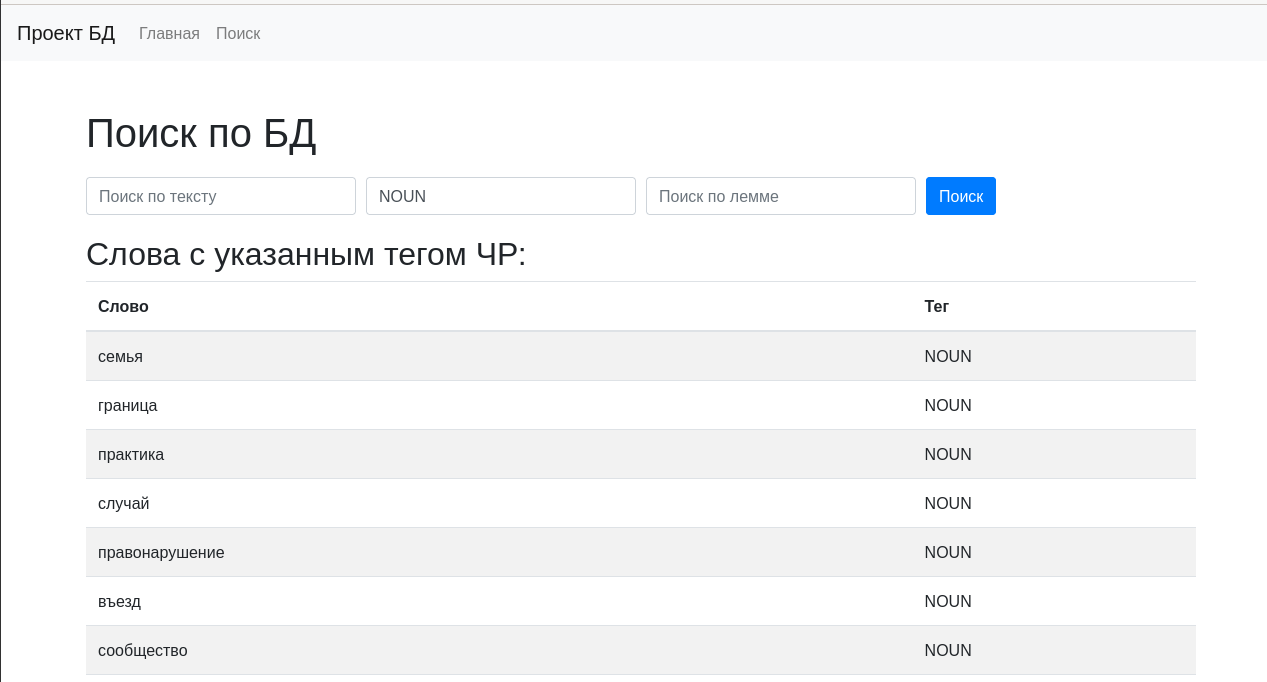 Проект БД Главная Поиск
Поиск по БД
Поиск по тексту NOUN Поиск по лемме Поиск
Слова с указанным тегом ЧР:
Слово Тег
семья NOUN
граница NOUN
практика NOUN
случай NOUN
правонарушение NOUN
въезд NOUN
сообщество NOUN